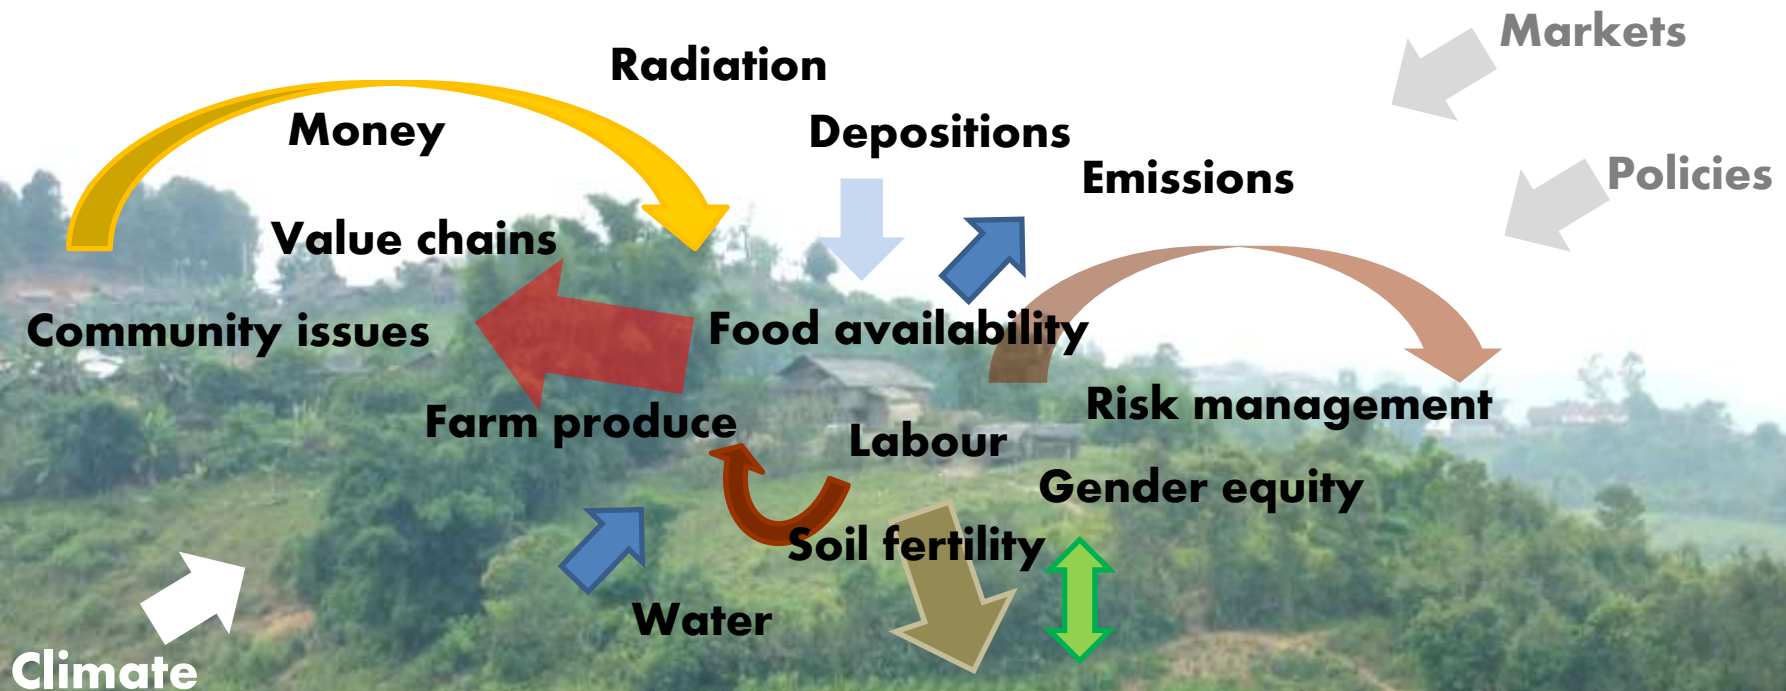 Markets
Radiation
Money
Depositions
Emissions
Policies
Value chains
Community issues
Food availability
Farm produce
Risk management
Labour
Gender equity
Soil fertility
Water
Climate